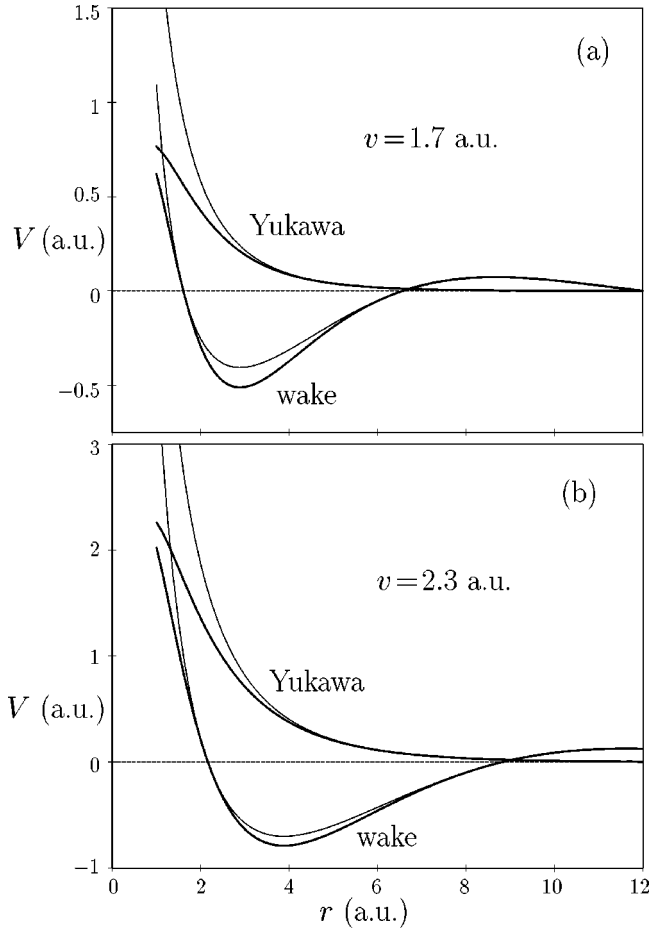 1.5
(a)
1
v=1.7 a.u.
0.5
Yukawa
V (a.u.)
0
−0.5
wake
3
(b)
2
v=2.3 a.u.
1
Yukawa
V (a.u.)
0
wake
−1
0 2 4 6 8 10 12
r (a.u.)